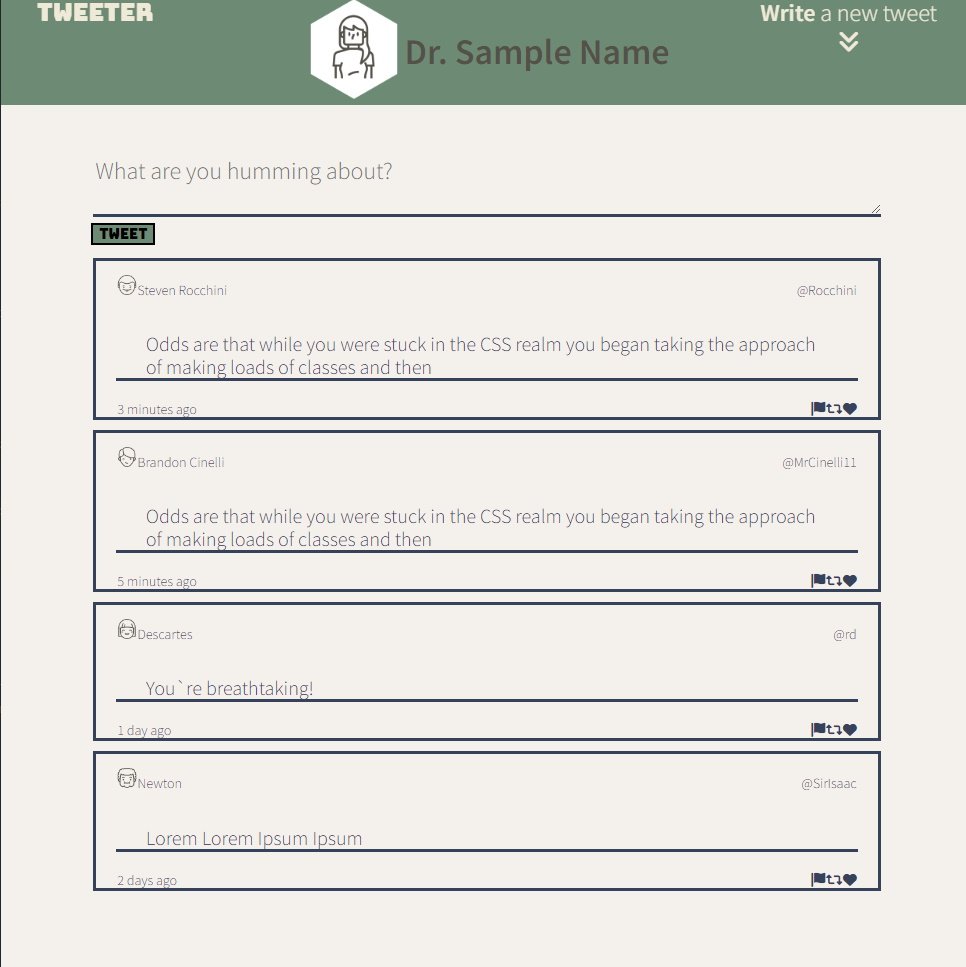 TWEETER
Write a new tweet
Dr. Sample Name
What are you humming about?
TWEET
Steven Rocchini @Rocchini
Odds are that while you were stuck in the CSS realm you began taking the approach
of making loads of classes and then
3 minutes ago
Brandon Cinelli @MrCinelli11
Odds are that while you were stuck in the CSS realm you began taking the approach
of making loads of classes and then
5 minutes ago
Descartes @rd
You`re breathtaking!
1 day ago
Newton @SirIsaac
Lorem Lorem Ipsum Ipsum
2 days ago